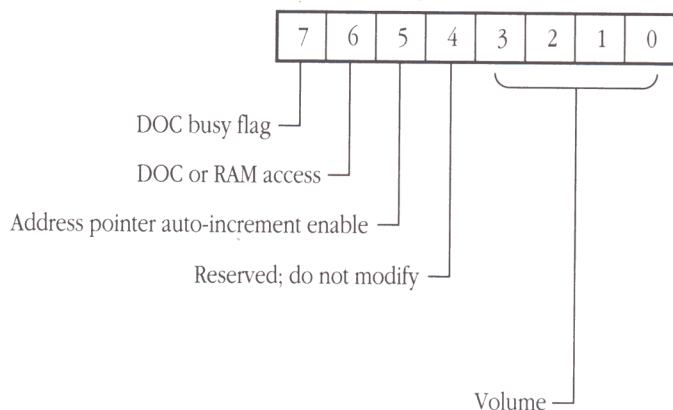 7 6 5 4 3 2 1 0
DOC busy flag
DOC or RAM access
Address pointer auto-increment enable
Reserved; do not modify
Volume